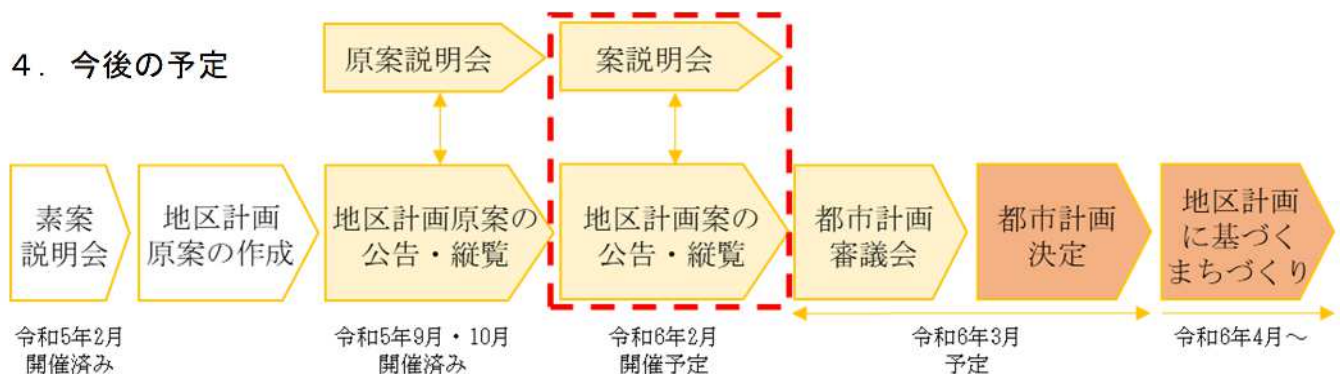 4．今後の予定
原案説明会
案説明会
素案
説明会
地区計画
原案の作成
地区計画原案の
公告・縦覧
地区計画案の
公告・縦覧
都市計画
審議会
都市計画
決定
地区計画
に基づく
まちづくり
令和5年2月
開催済み
令和5年9月・10月
開催済み
令和6年2月
開催予定
令和6年3月
予定
令和6年4月～